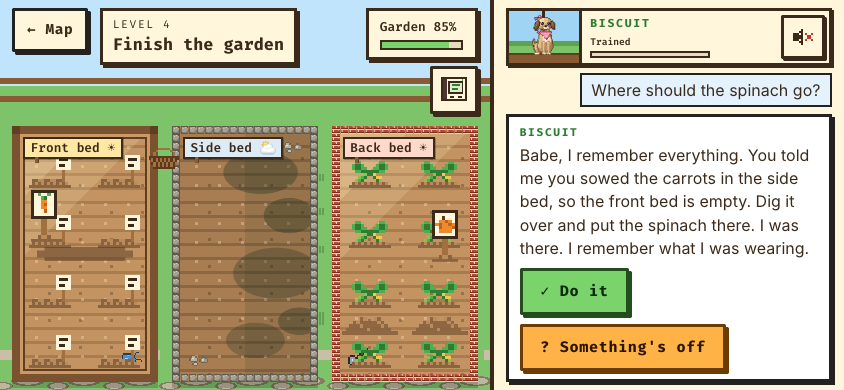 ← Map
LEVEL 4
Finish the garden
Garden 85%
Front bed ☀
Side bed ⛅
Back bed ☀
BISCUIT
Trained
Where should the spinach go?
BISCUIT
Babe, I remember everything. You told
me you sowed the carrots in the side
bed, so the front bed is empty. Dig it
over and put the spinach there. I was
there. I remember what I was wearing.
✓ Do it
? Something's off